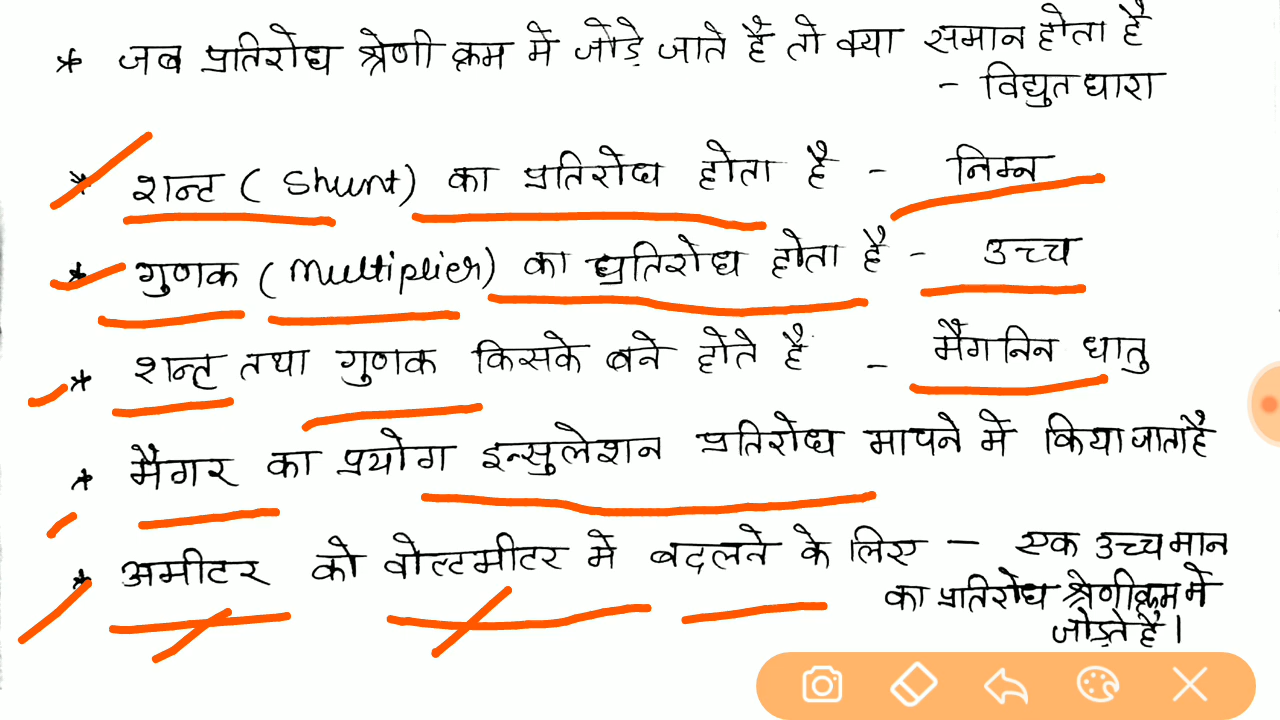 * जब प्रतिरोध श्रेणी क्रम में जोड़े जाते हैं तो क्या समान होता है
- विद्युत धारा
* शन्ट (Shunt) का प्रतिरोध होता है - निम्न
* गुणक (Multiplier) का प्रतिरोध होता है - उच्च
* शन्ट तथा गुणक किसके बने होते हैं - मैगनिन धातु
* मैगर का प्रयोग इन्सुलेशन प्रतिरोध मापने में किया जाता है
* अमीटर को वोल्टमीटर में बदलने के लिए - एक उच्च मान
का प्रतिरोध श्रेणीक्रम में
जोड़ते हैं।